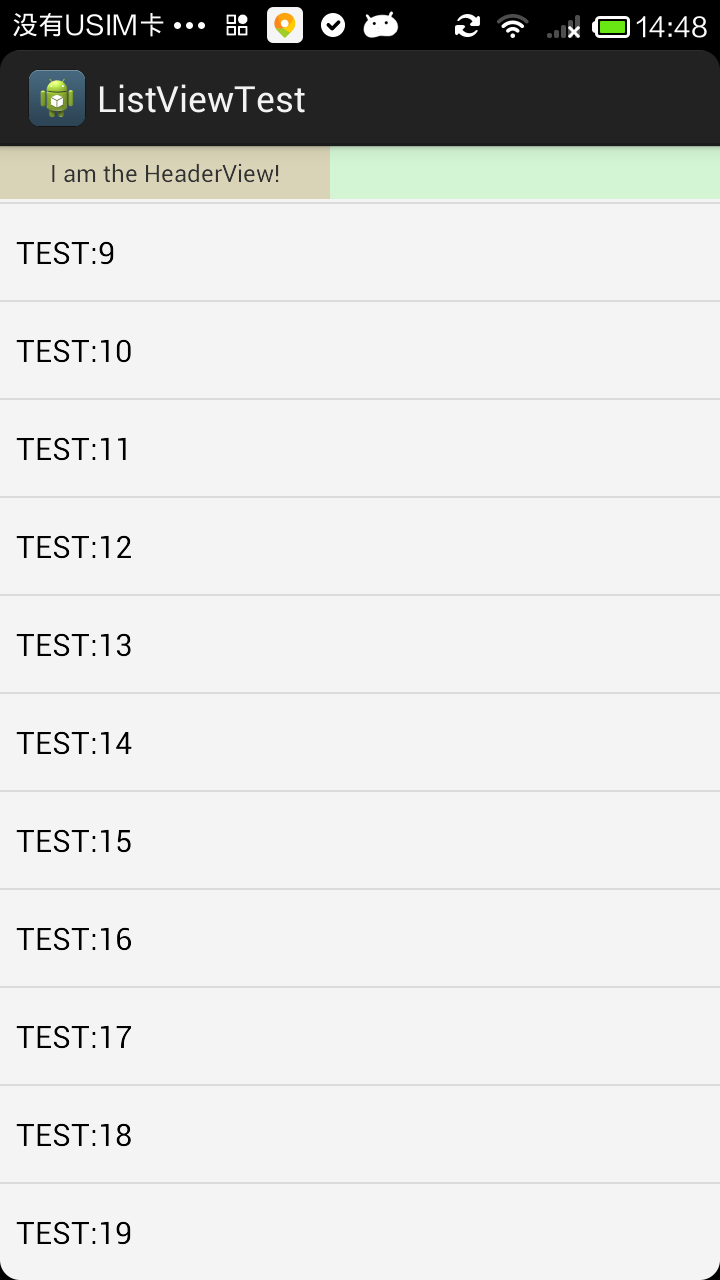 没有USIM卡 ••• 14:48
ListViewTest
I am the HeaderView!
TEST:9
TEST:10
TEST:11
TEST:12
TEST:13
TEST:14
TEST:15
TEST:16
TEST:17
TEST:18
TEST:19